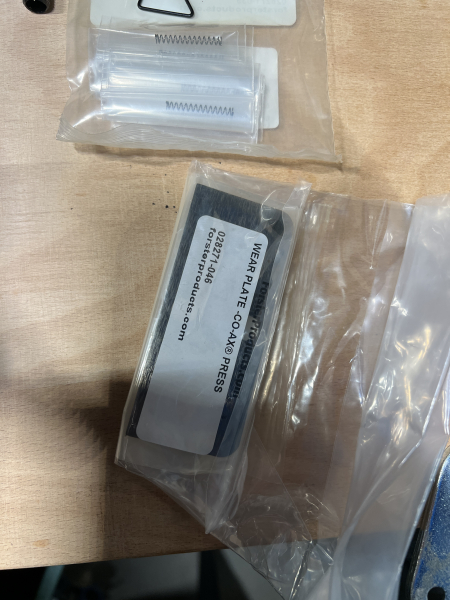 WEAR PLATE -CO-AX® PRESS
028271-046
forsterproducts.com